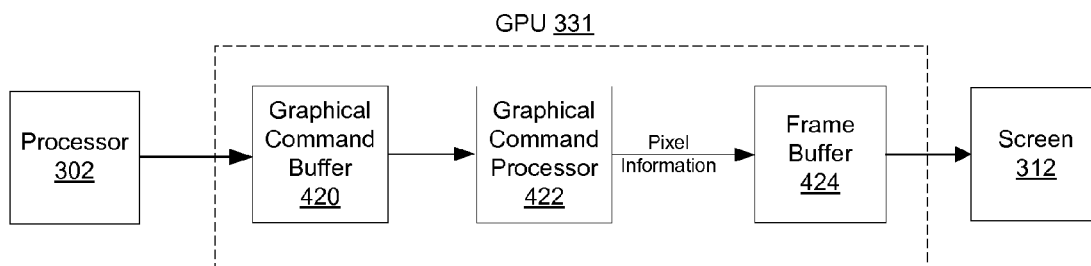 GPU 331
Processor
302
Graphical
Command
Buffer
420
Graphical
Command
Processor
422
Pixel
Information
Frame
Buffer
424
Screen
312